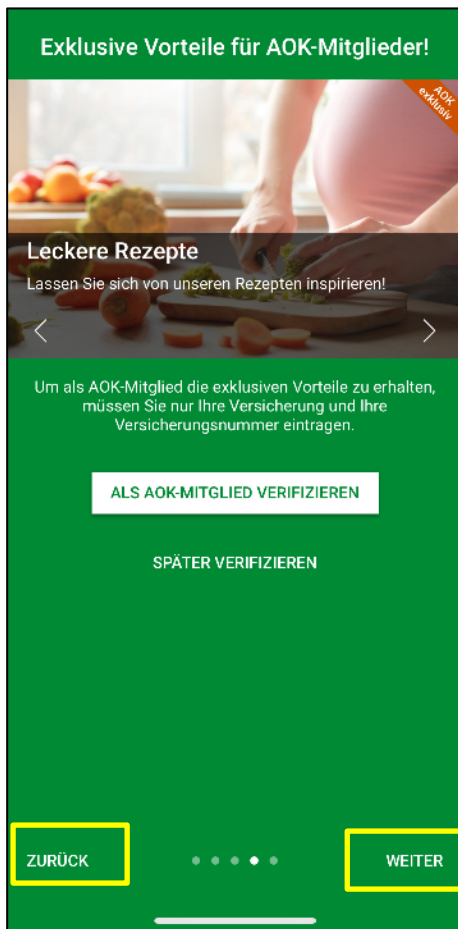 Exklusive Vorteile für AOK-Mitglieder!
AOK
exklusiv
Leckere Rezepte
Lassen Sie sich von unseren Rezepten inspirieren!
Um als AOK-Mitglied die exklusiven Vorteile zu erhalten,
müssen Sie nur Ihre Versicherung und Ihre
Versicherungsnummer eintragen.
ALS AOK-MITGLIED VERIFIZIEREN
SPÄTER VERIFIZIEREN
ZURÜCK
WEITER